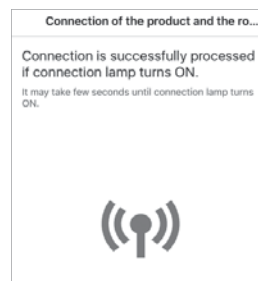 Connection of the product and the ro...
Connection is successfully processed
if connection lamp turns ON.
It may take few seconds until connection lamp turns
ON.